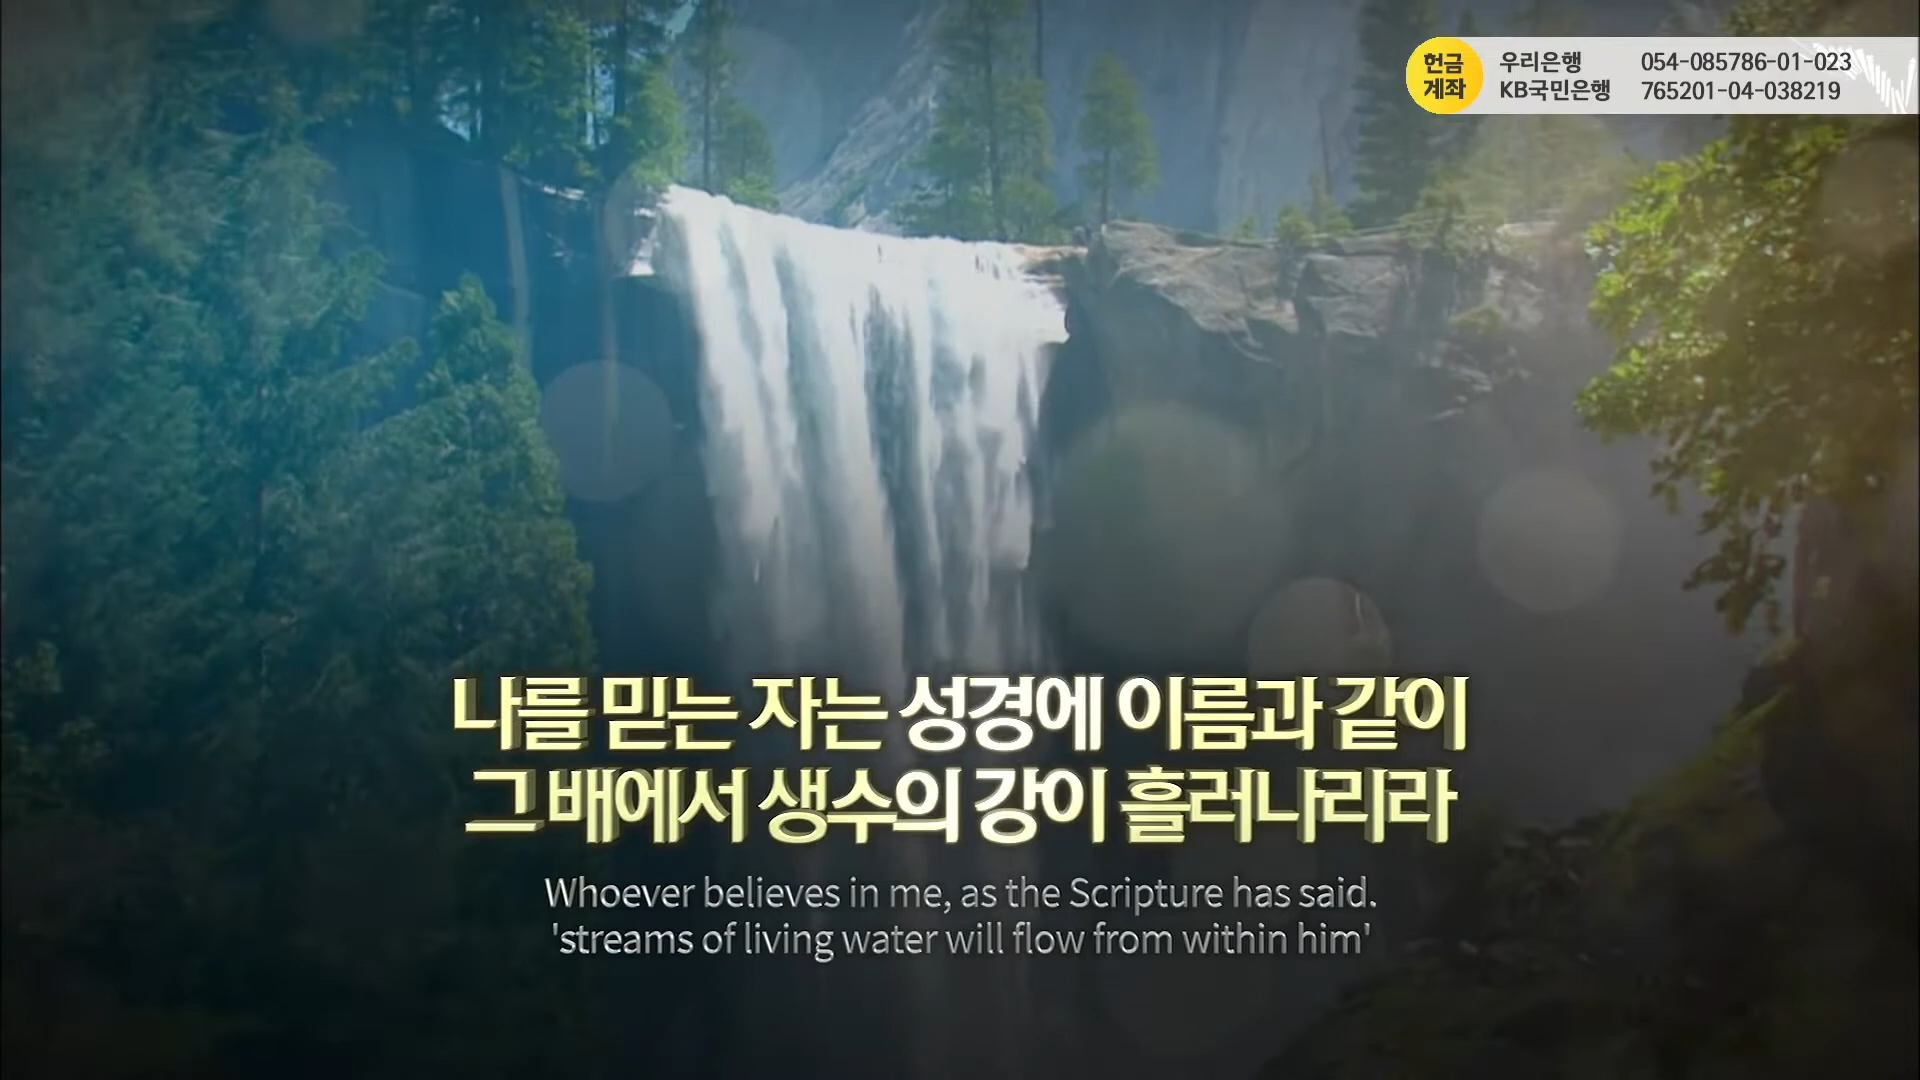 헌금
계좌
우리은행 054-085786-01-023
KB국민은행 765201-04-038219
나를 믿는 자는 성경에 이름과 같이
그 배에서 생수의 강이 흘러나리라
Whoever believes in me, as the Scripture has said.
'streams of living water will flow from within him'